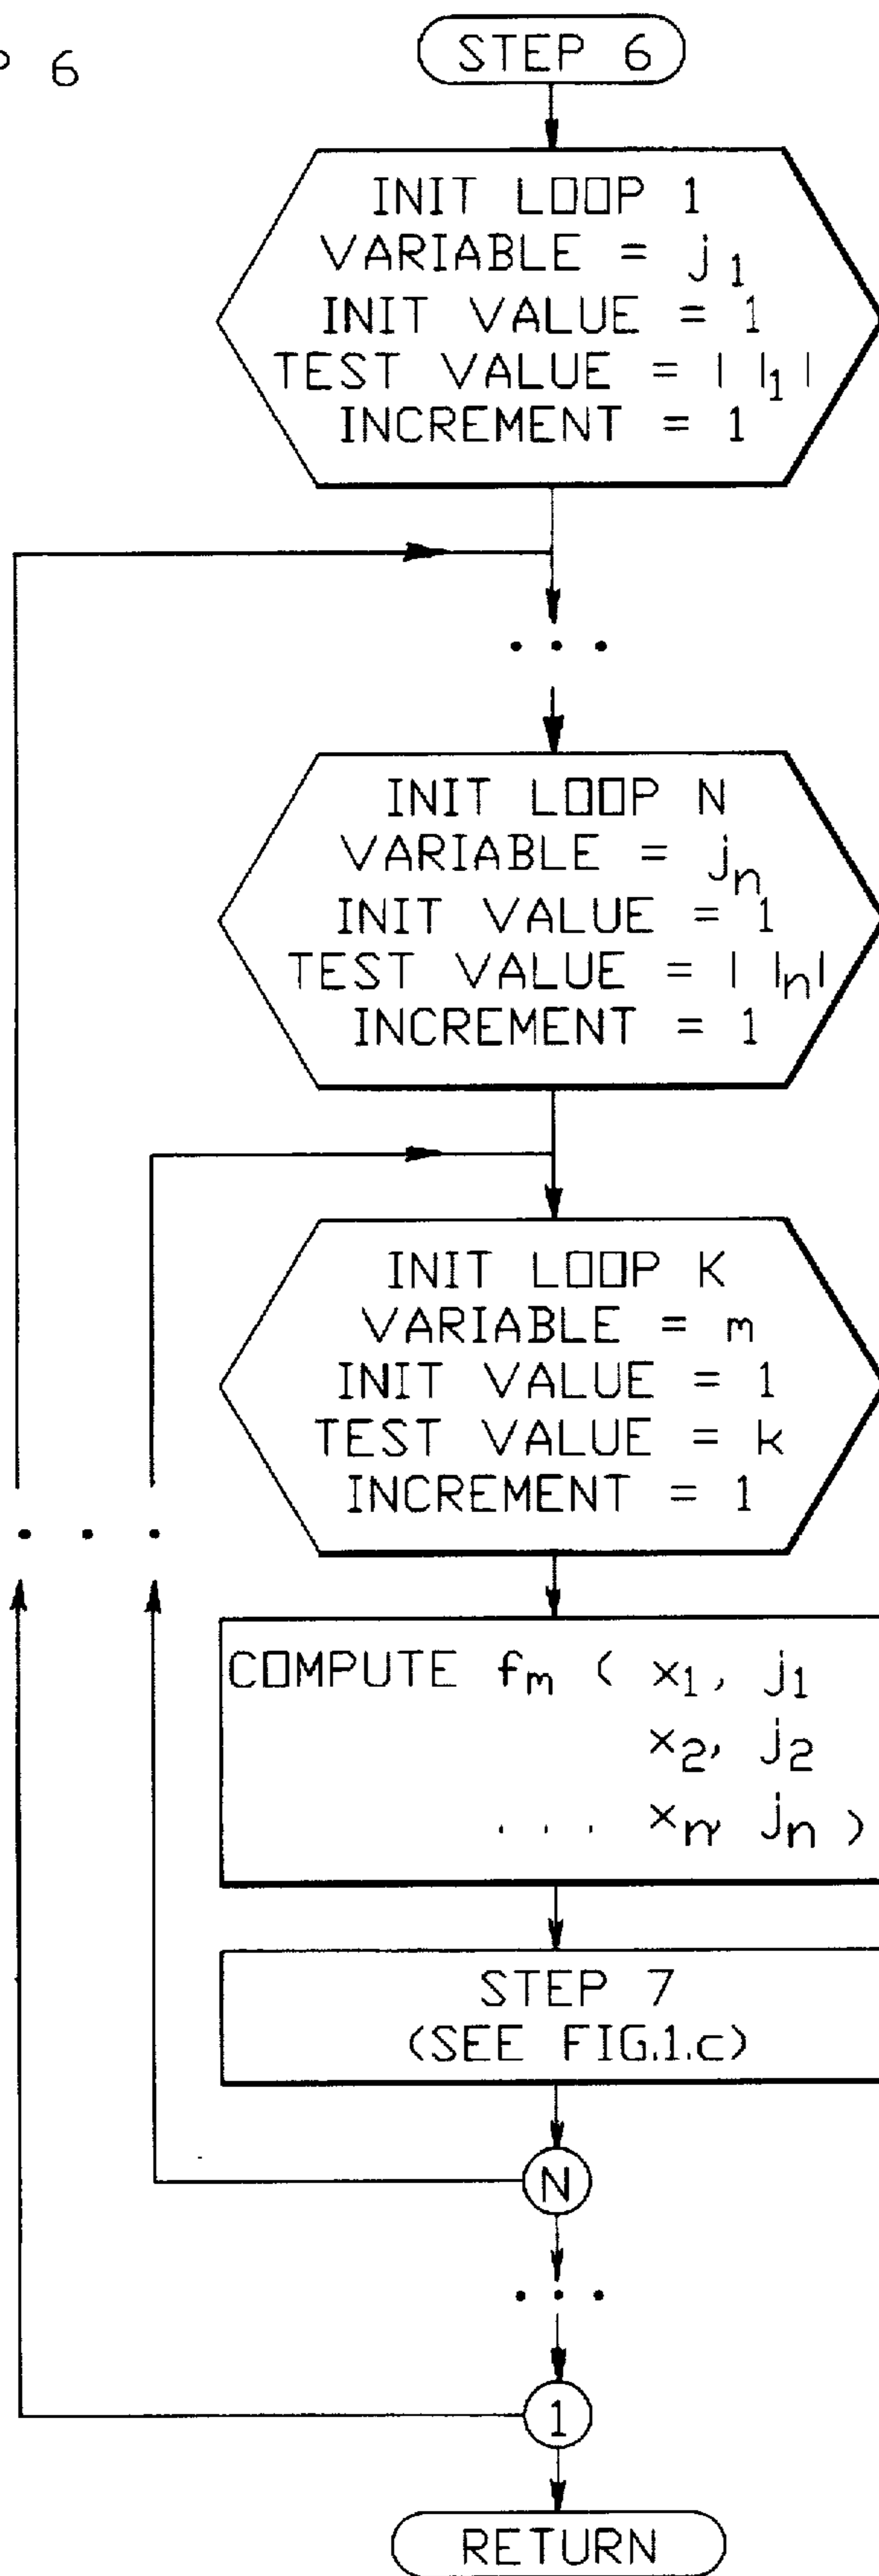 P 6
STEP 6
INIT LOOP 1
VARIABLE = j₁
INIT VALUE = 1
TEST VALUE = | I₁ |
INCREMENT = 1
. . .
INIT LOOP N
VARIABLE = jₙ
INIT VALUE = 1
TEST VALUE = | Iₙ|
INCREMENT = 1
INIT LOOP K
VARIABLE = m
INIT VALUE = 1
TEST VALUE = k
INCREMENT = 1
. . .
COMPUTE fₘ ( x₁, j₁
x₂, j₂
. . . xₙ, jₙ )
STEP 7
(SEE FIG.1.c)
N
. . .
1
RETURN